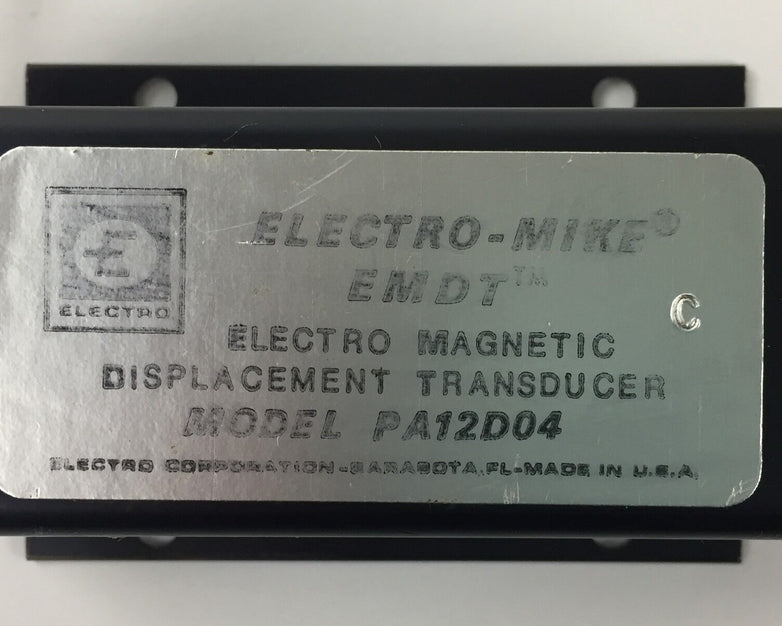 ELECTRO
ELECTRO-MIKE®
EMDT™
C
ELECTRO MAGNETIC
DISPLACEMENT TRANSDUCER
MODEL PA12D04
ELECTRO CORPORATION-SARASOTA, FL-MADE IN U.S.A.